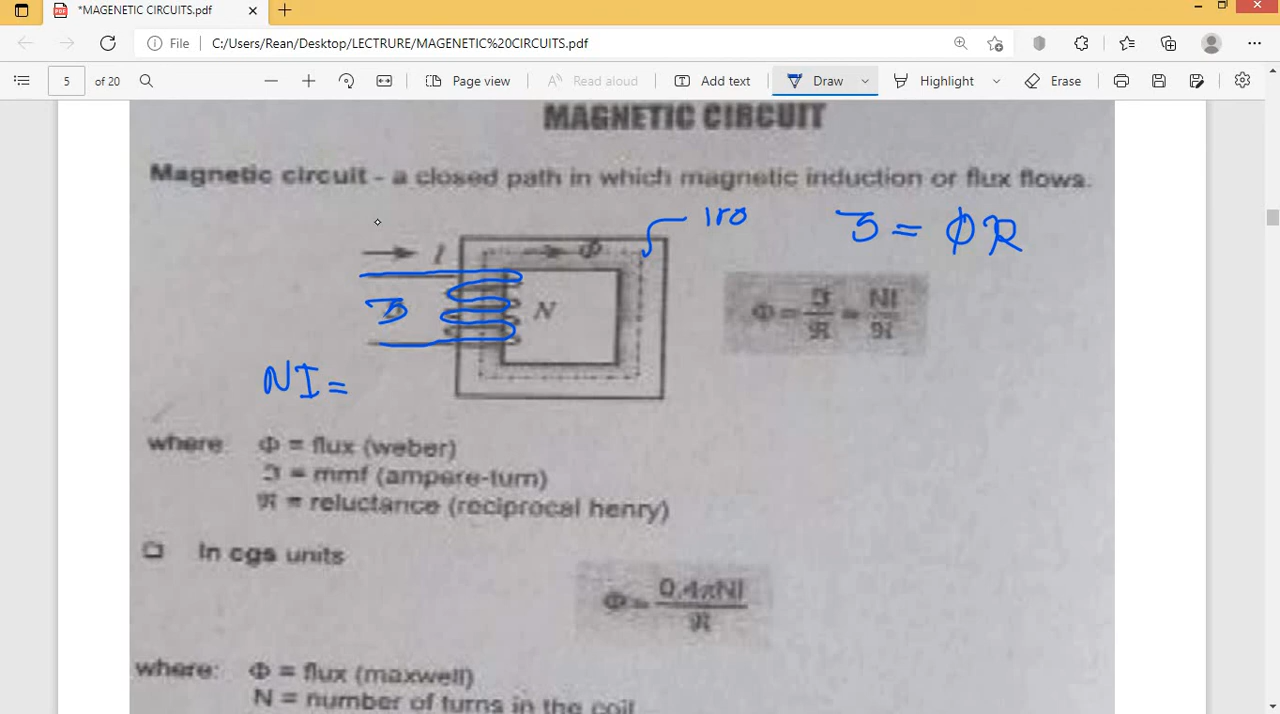 *MAGENETIC CIRCUITS.pdf
File C:/Users/Rean/Desktop/LECTRURE/MAGENETIC%20CIRCUITS.pdf
5 of 20 Page view Read aloud Add text Draw Highlight Erase
MAGNETIC CIRCUIT
Magnetic circuit - a closed path in which magnetic induction or flux flows.
iro ℑ = ϕℜ
I Φ
ℑ N Φ = ℑ/ℜ = NI/ℜ
NI =
where Φ = flux (weber)
ℑ = mmf (ampere-turn)
ℜ = reluctance (reciprocal henry)
In cgs units
Φ = 0.4πNI/ℜ
where: Φ = flux (maxwell)
N = number of turns in the coil